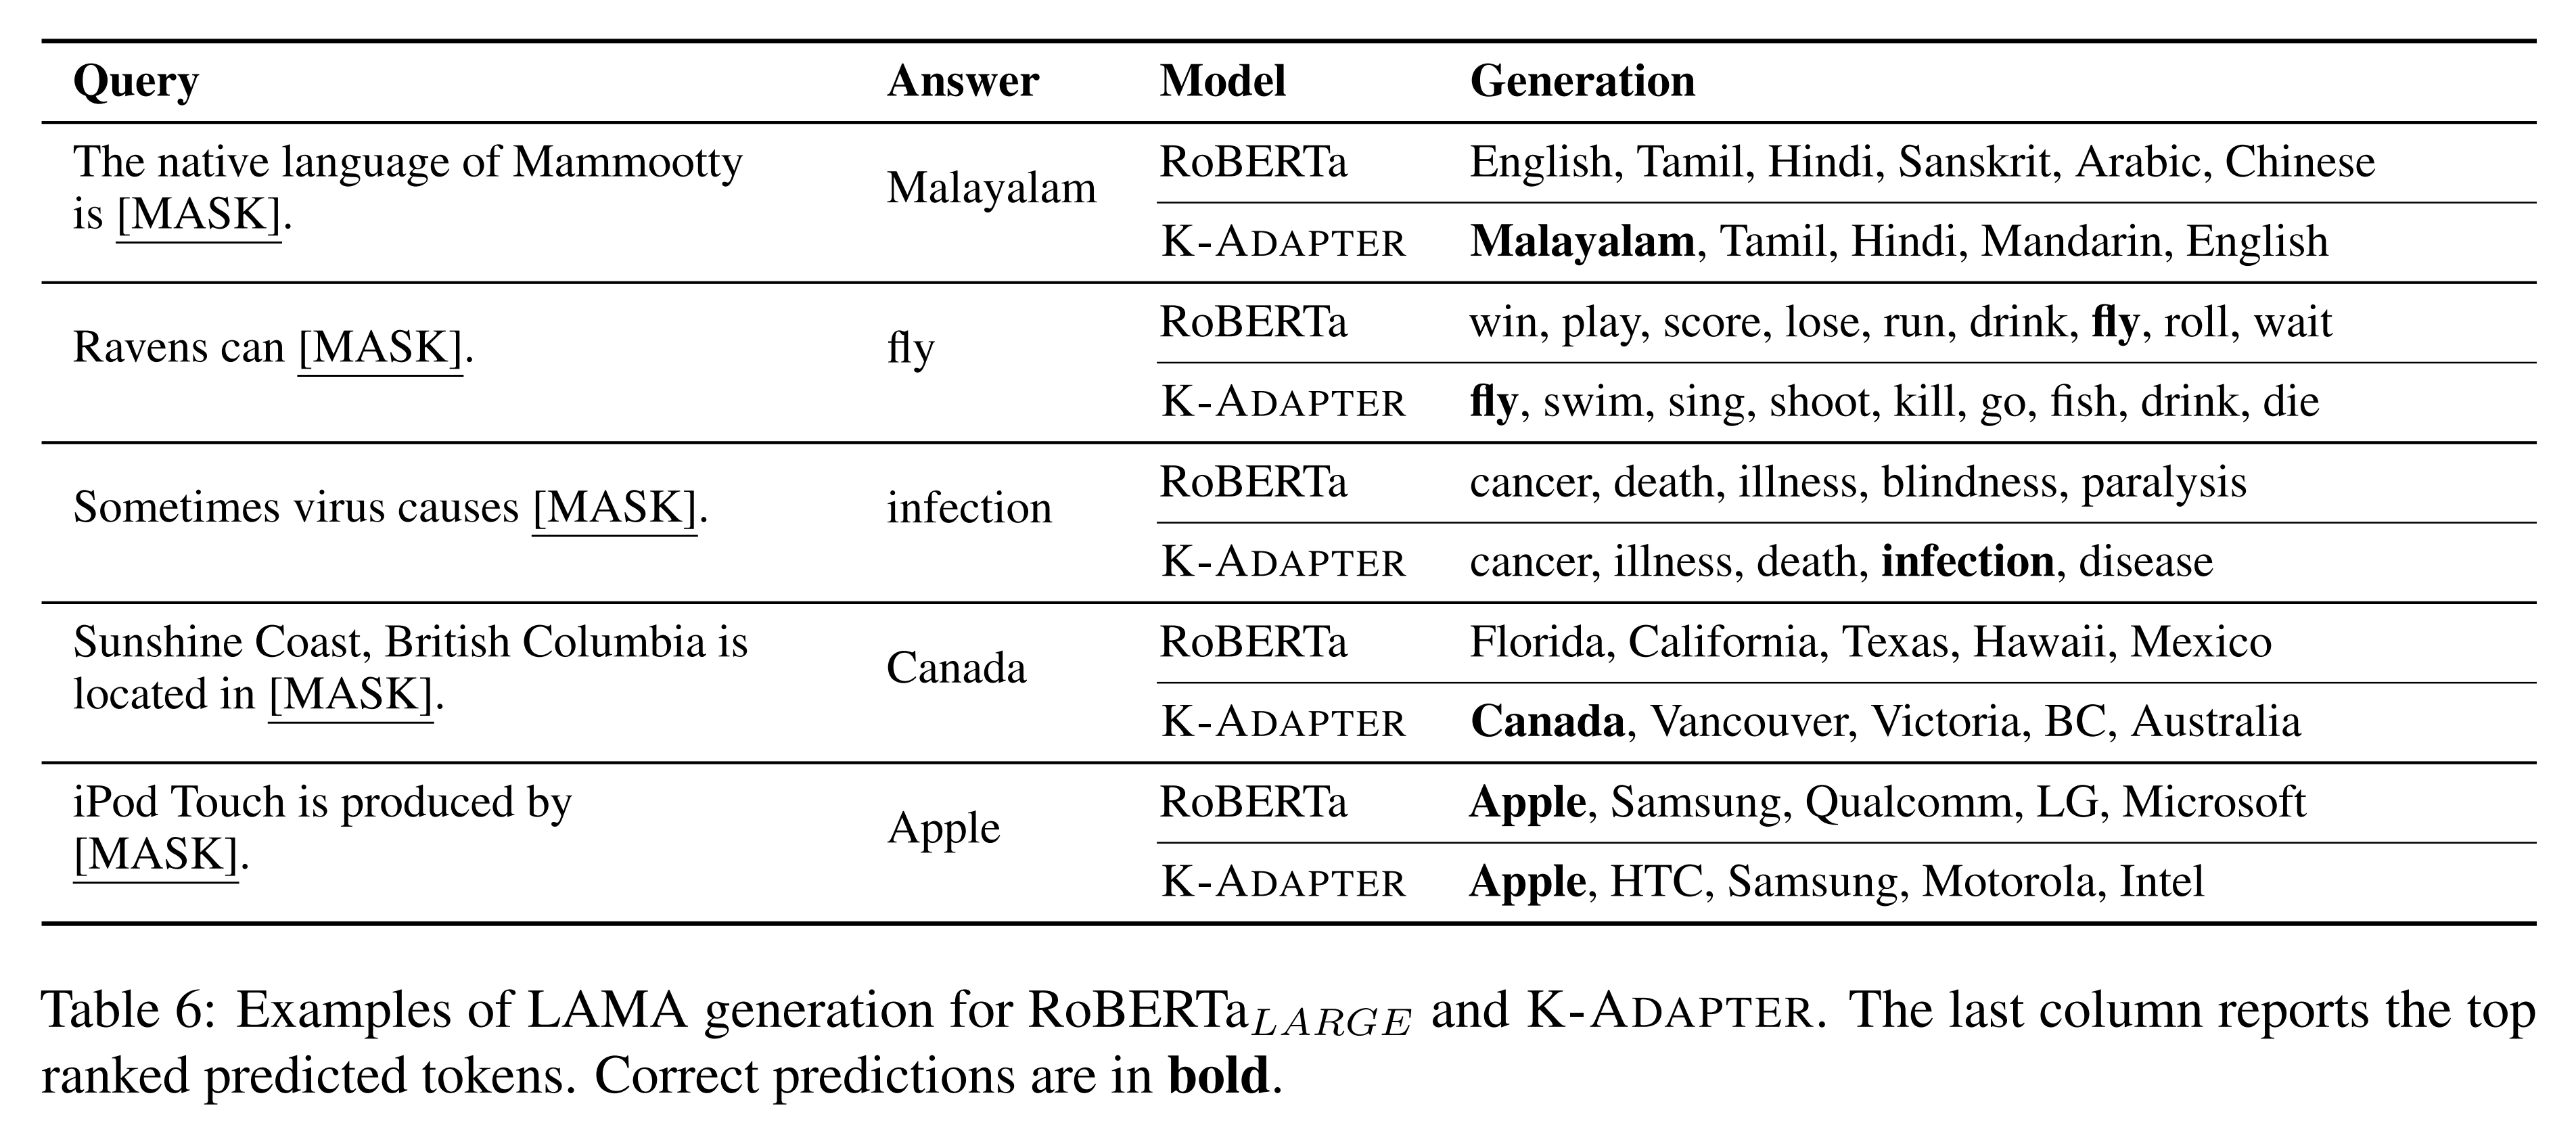 Query Answer Model Generation
The native language of Mammootty
is [MASK].
Malayalam
RoBERTa English, Tamil, Hindi, Sanskrit, Arabic, Chinese
K-ADAPTER Malayalam, Tamil, Hindi, Mandarin, English
Ravens can [MASK].
fly
RoBERTa win, play, score, lose, run, drink, fly, roll, wait
K-ADAPTER fly, swim, sing, shoot, kill, go, fish, drink, die
Sometimes virus causes [MASK].
infection
RoBERTa cancer, death, illness, blindness, paralysis
K-ADAPTER cancer, illness, death, infection, disease
Sunshine Coast, British Columbia is
located in [MASK].
Canada
RoBERTa Florida, California, Texas, Hawaii, Mexico
K-ADAPTER Canada, Vancouver, Victoria, BC, Australia
iPod Touch is produced by
[MASK].
Apple
RoBERTa Apple, Samsung, Qualcomm, LG, Microsoft
K-ADAPTER Apple, HTC, Samsung, Motorola, Intel
Table 6: Examples of LAMA generation for RoBERTaLARGE and K-ADAPTER. The last column reports the top
ranked predicted tokens. Correct predictions are in bold.